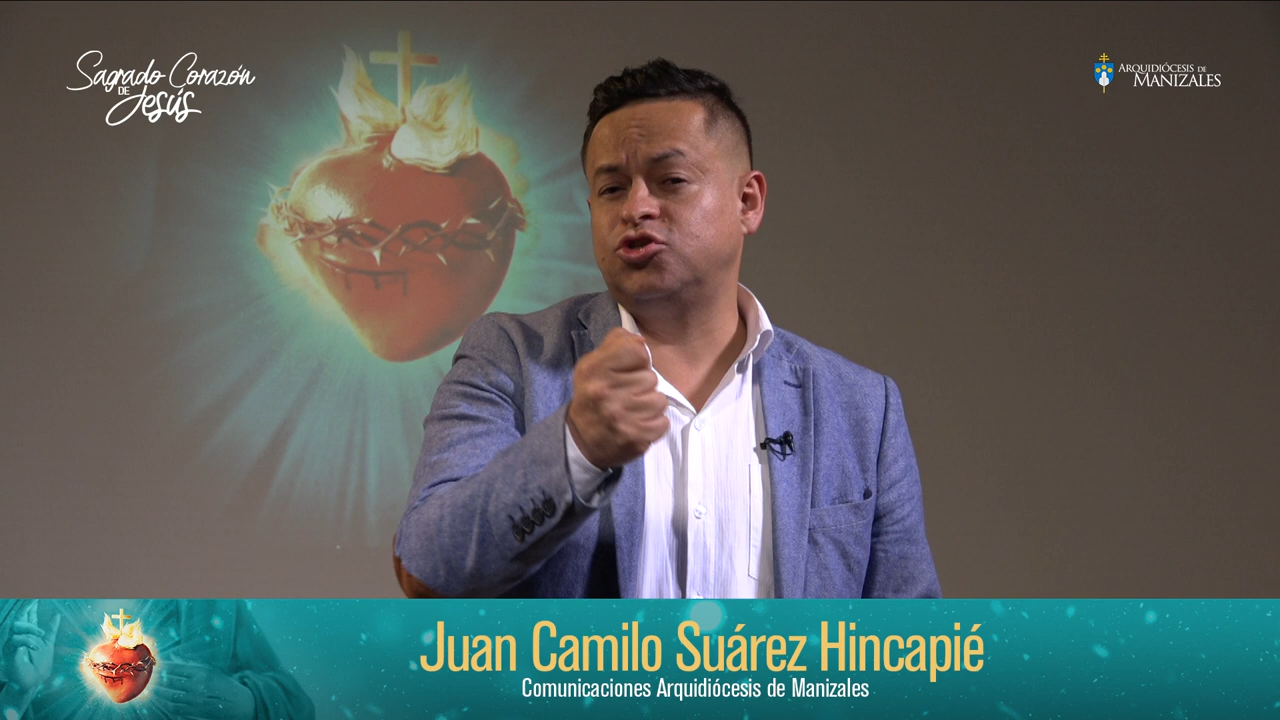 Sagrado Corazón
DE
Jesús
ARQUIDIÓCESIS DE
MANIZALES
Juan Camilo Suárez Hincapié
Comunicaciones Arquidiócesis de Manizales